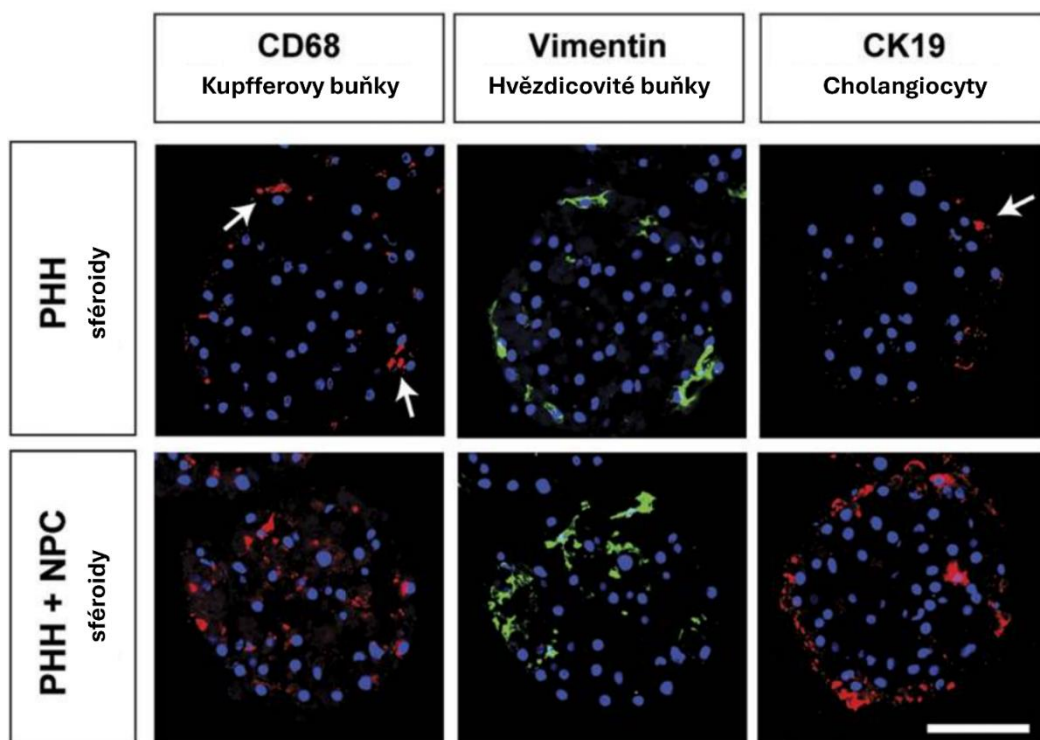 CD68
Kupfferovy buňky
Vimentin
Hvězdicovité buňky
CK19
Cholangiocyty
PHH
sféroidy
PHH + NPC
sféroidy